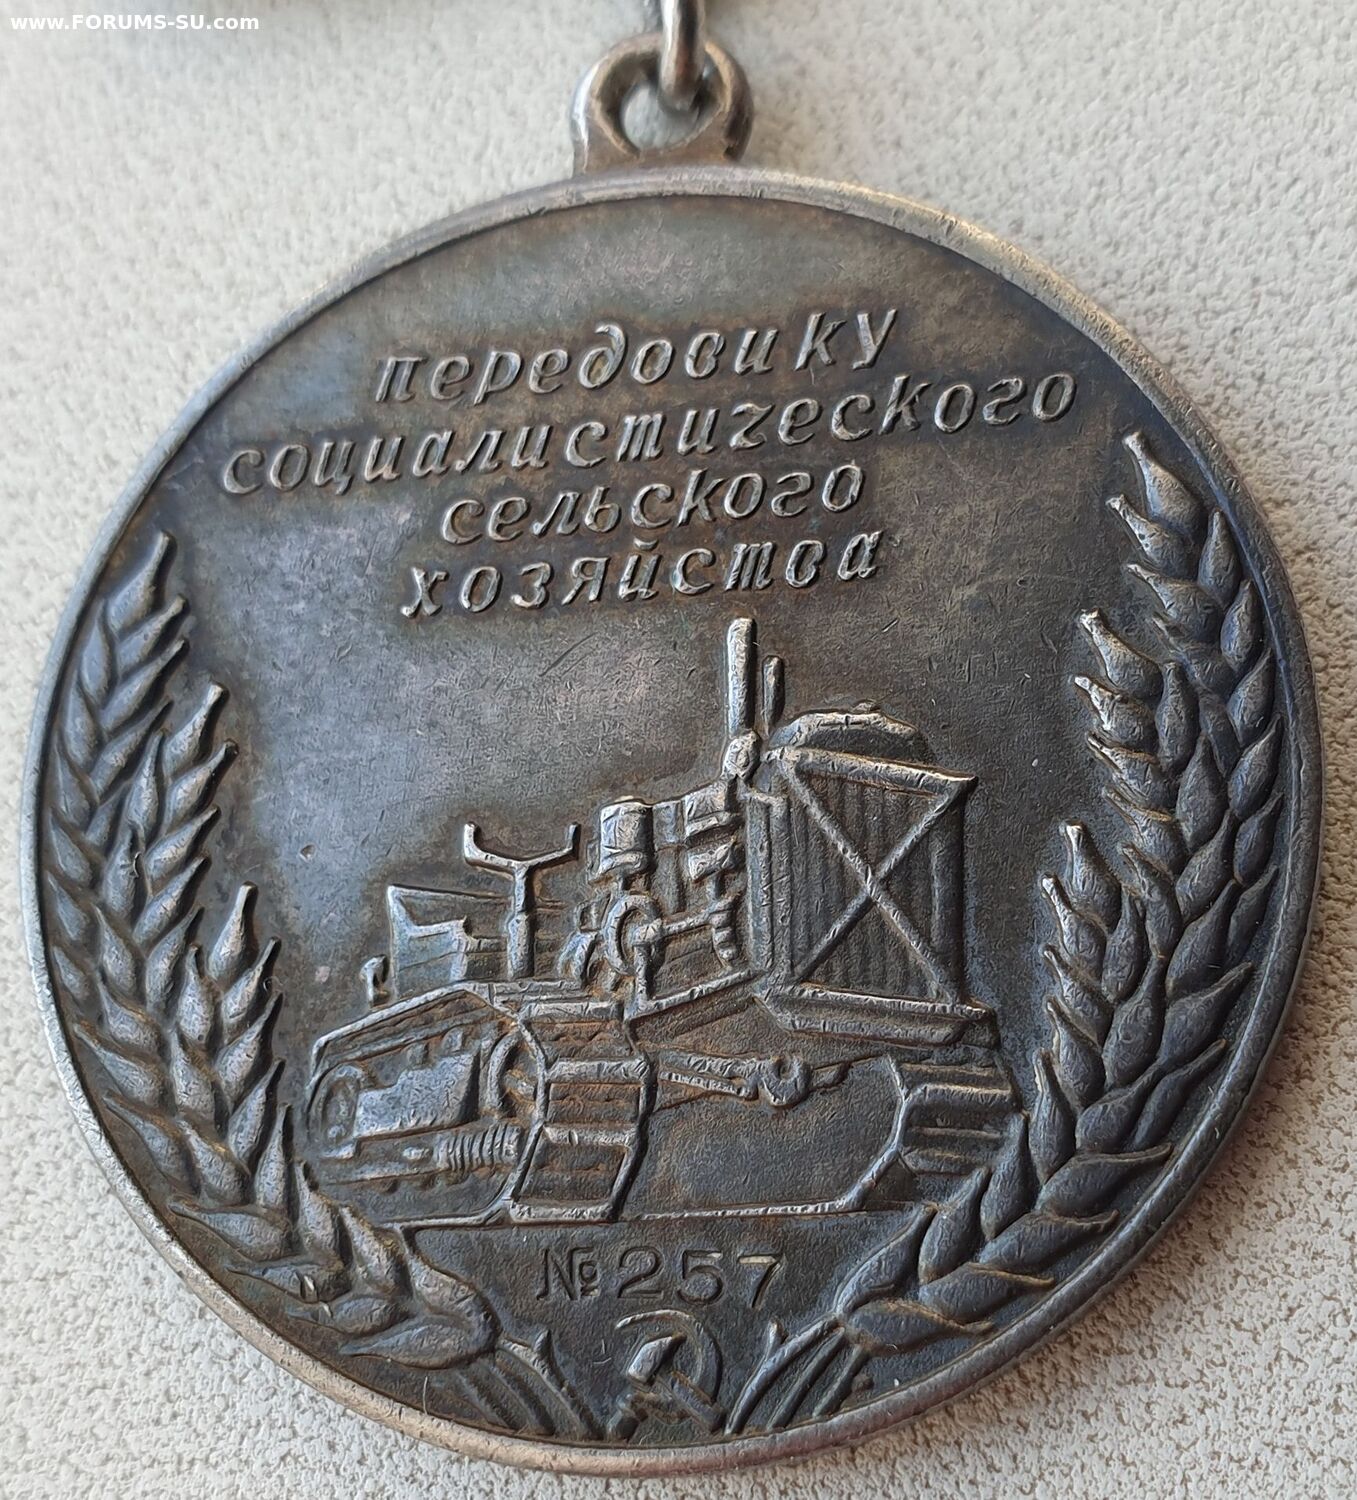 www.FORUMS-SU.com
передовику
социалистического
сельского
хозяйства
№257